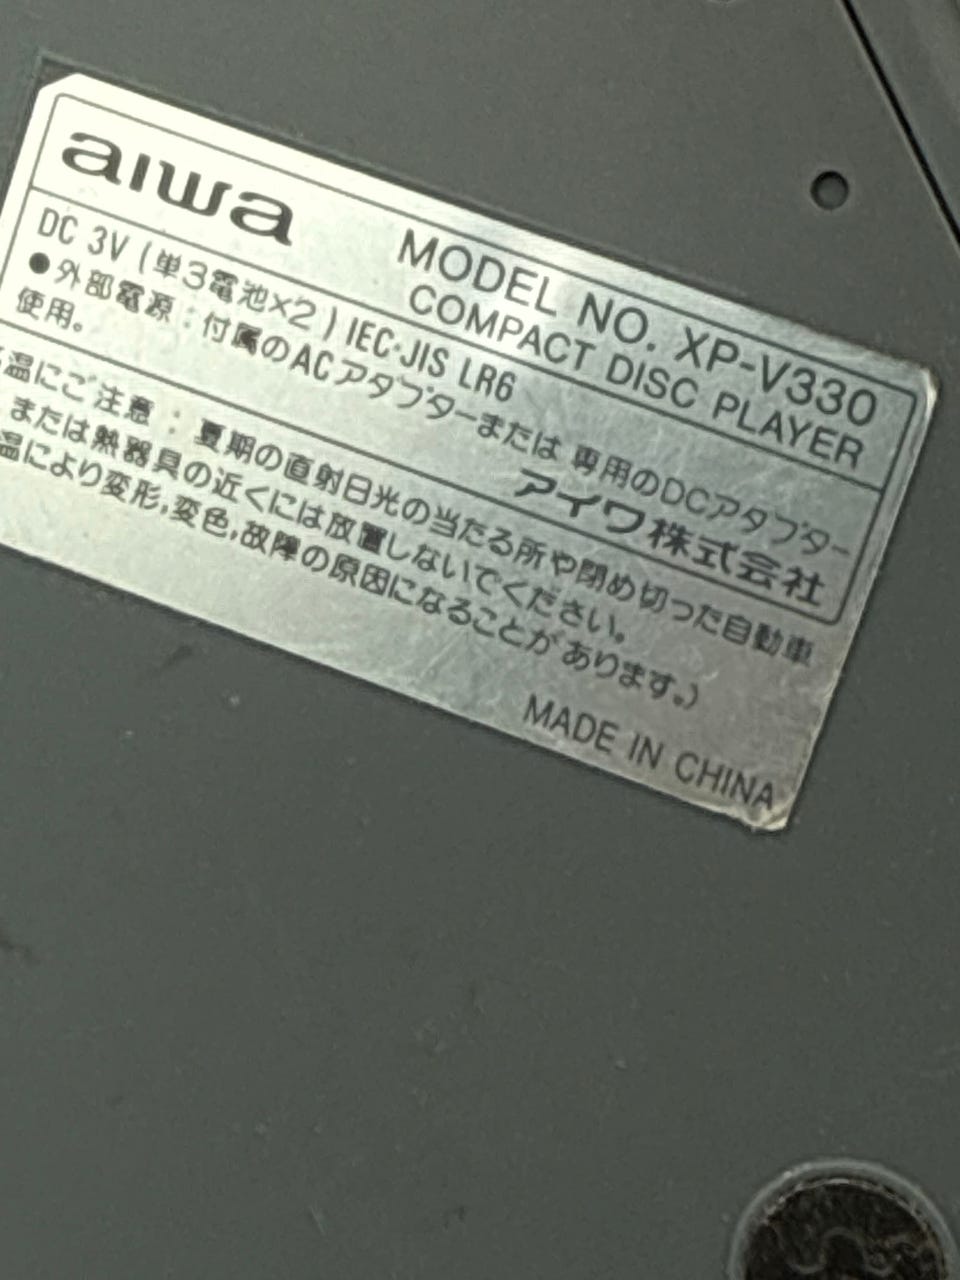 aiwa
MODEL NO. XP-V330
COMPACT DISC PLAYER
DC 3V (単3電池×2) IEC·JIS LR6
●外部電源:付属のACアダプターまたは 専用のDCアダプター
使用。
アイワ株式会社
温にご注意:夏期の直射日光の当たる所や閉め切った自動車
または熱器具の近くには放置しないでください。
温により変形,変色,故障の原因になることがあります。)
MADE IN CHINA